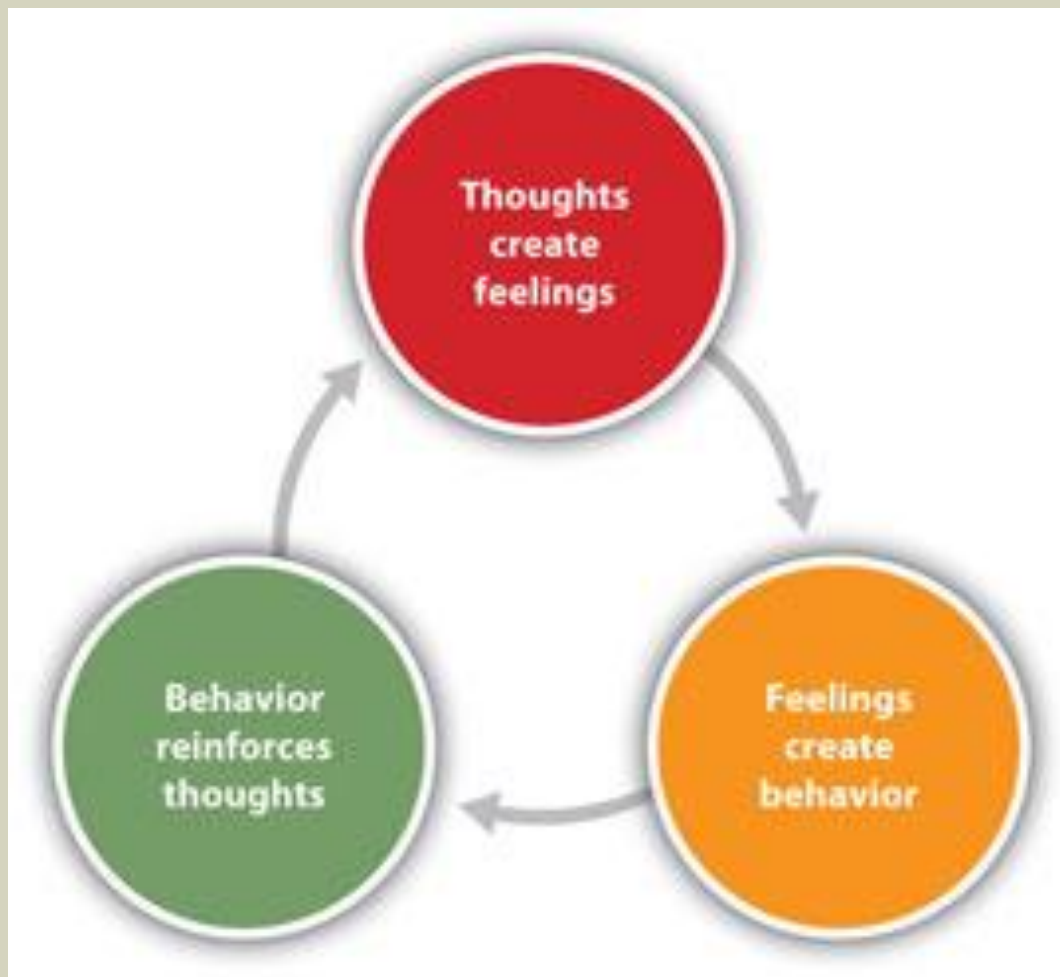 Thoughts
create
feelings
Feelings
create
behavior
Behavior
reinforces
thoughts